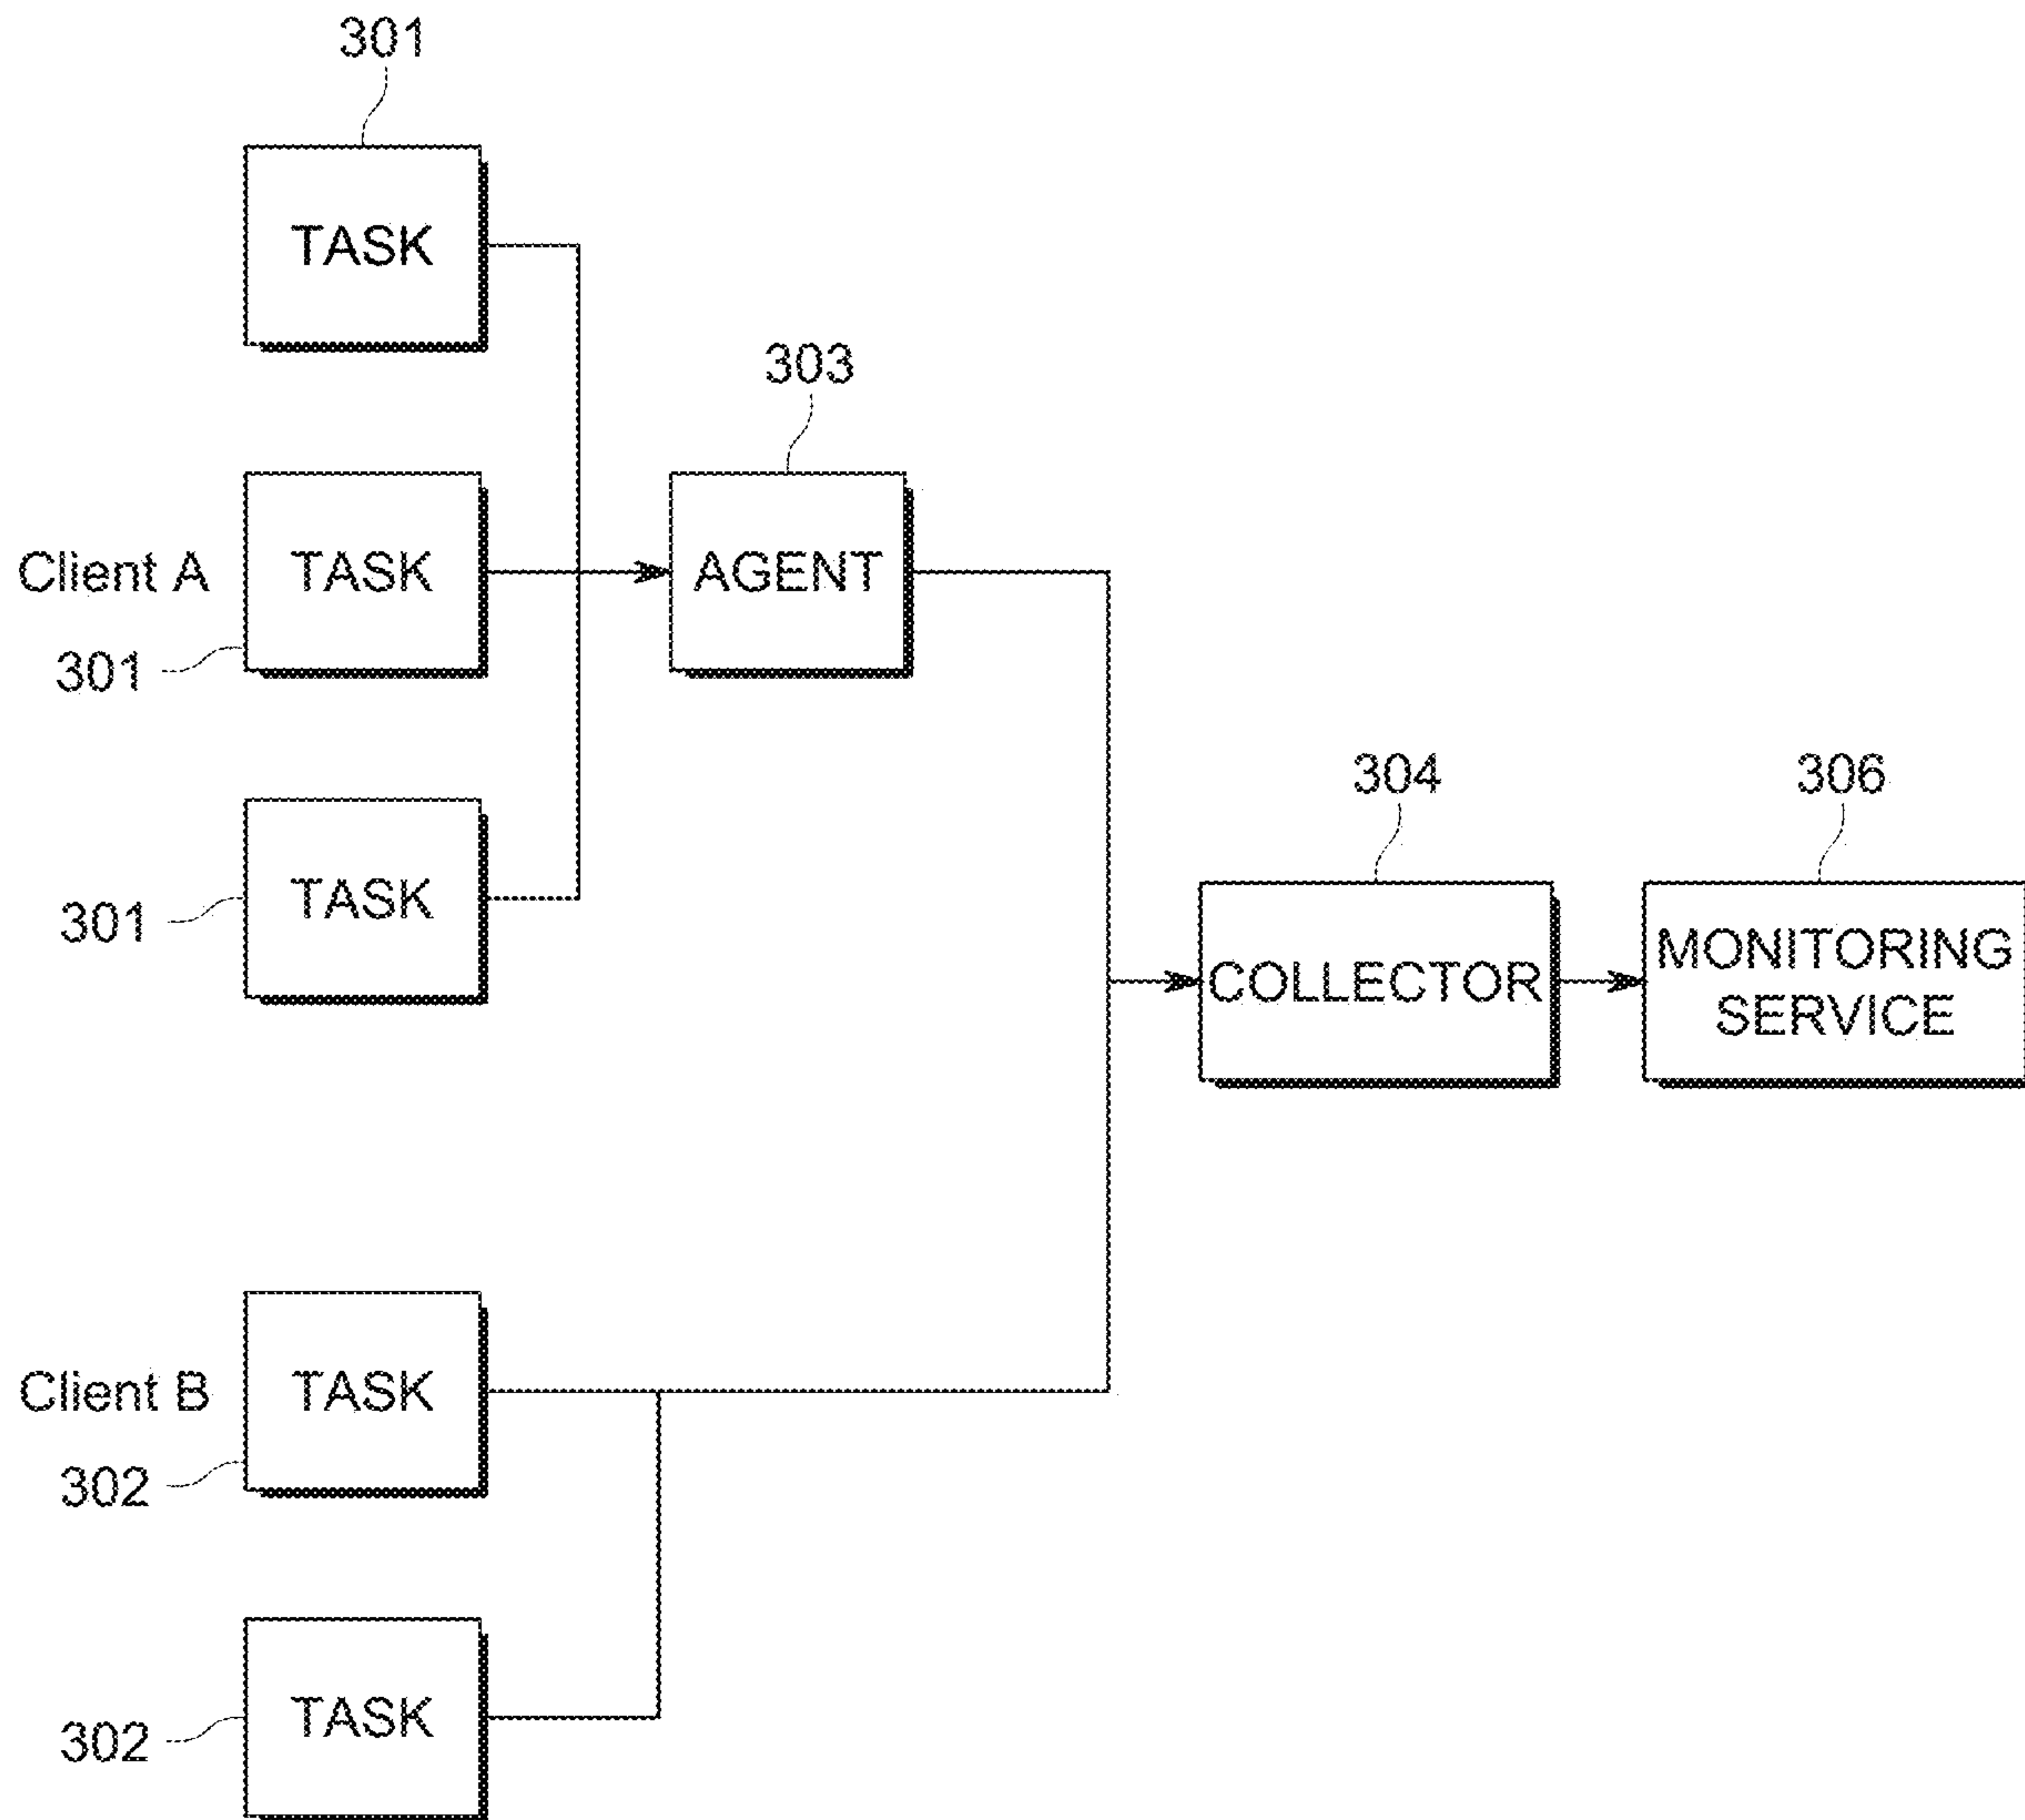 301
TASK
303
Client A
TASK
AGENT
301
304
306
TASK
301
COLLECTOR
MONITORING
SERVICE
Client B
TASK
302
TASK
302